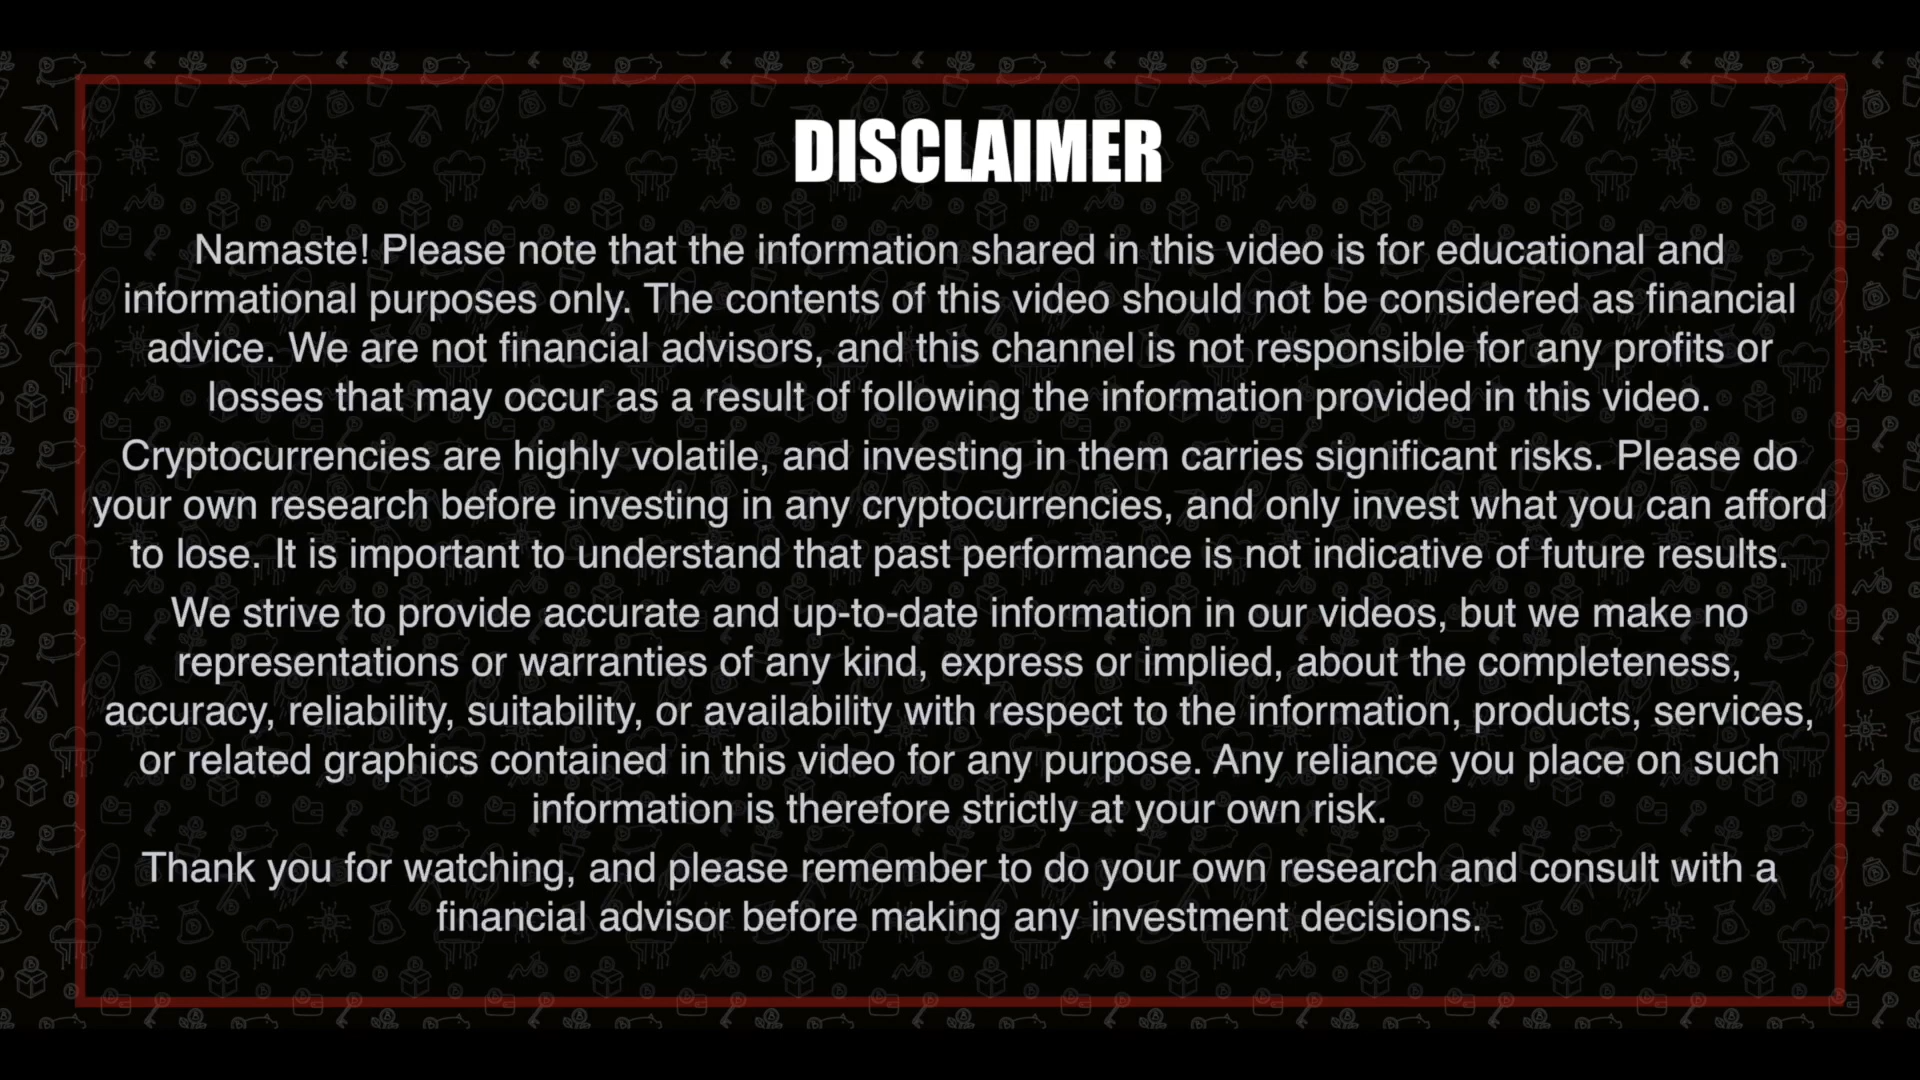 DISCLAIMER
Namaste! Please note that the information shared in this video is for educational and
informational purposes only. The contents of this video should not be considered as financial
advice. We are not financial advisors, and this channel is not responsible for any profits or
losses that may occur as a result of following the information provided in this video.
Cryptocurrencies are highly volatile, and investing in them carries significant risks. Please do
your own research before investing in any cryptocurrencies, and only invest what you can afford
to lose. It is important to understand that past performance is not indicative of future results.
We strive to provide accurate and up-to-date information in our videos, but we make no
representations or warranties of any kind, express or implied, about the completeness,
accuracy, reliability, suitability, or availability with respect to the information, products, services,
or related graphics contained in this video for any purpose. Any reliance you place on such
information is therefore strictly at your own risk.
Thank you for watching, and please remember to do your own research and consult with a
financial advisor before making any investment decisions.